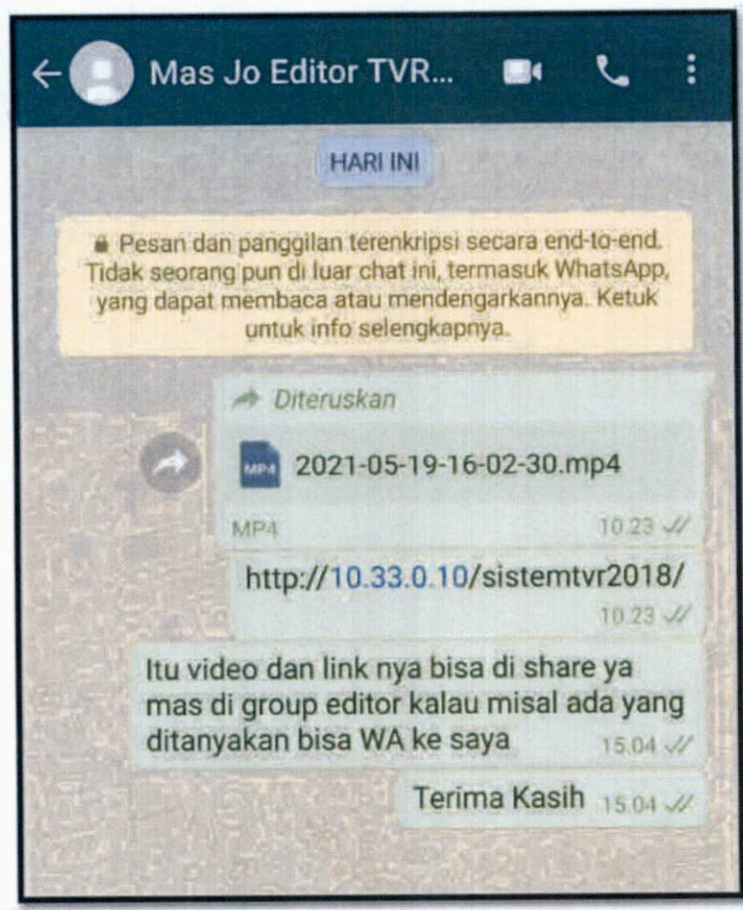 Mas Jo Editor TVR...
HARI INI
Pesan dan panggilan terenkripsi secara end-to-end.
Tidak seorang pun di luar chat ini, termasuk WhatsApp,
yang dapat membaca atau mendengarkannya. Ketuk
untuk info selengkapnya.
Diteruskan
MP4 2021-05-19-16-02-30.mp4
MP4 10.23
http://10.33.0.10/sistemtvr2018/
10.23
Itu video dan link nya bisa di share ya
mas di group editor kalau misal ada yang
ditanyakan bisa WA ke saya 15.04
Terima Kasih 15.04